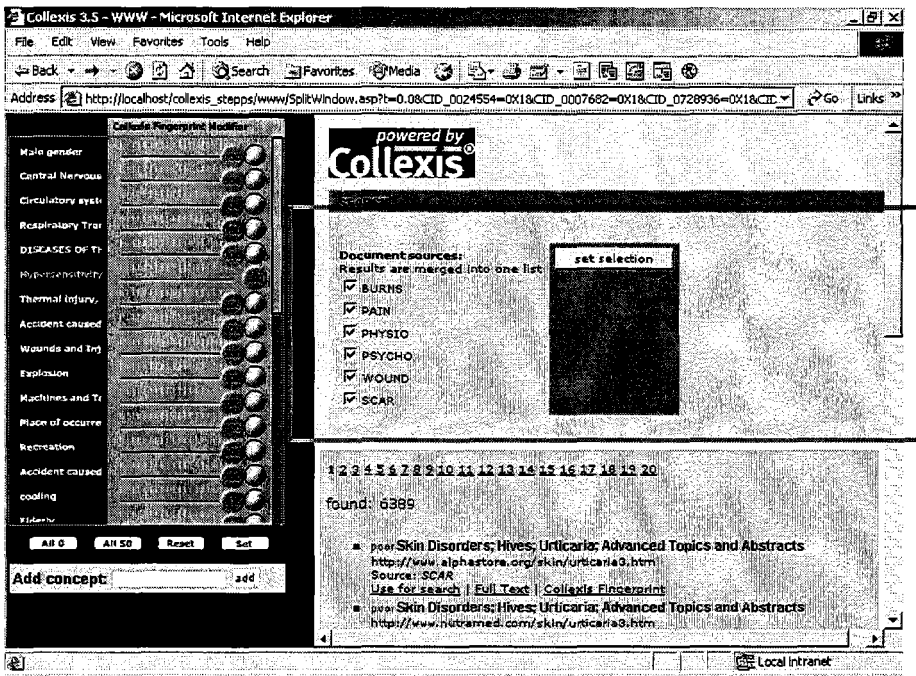 Collexis 3.5 - WWW - Microsoft Internet Explorer
File Edit View Favorites Tools Help
Back Search Favorites Media
Address http://localhost/collexis_stepps/www/SplitWindow.asp?t=0.0&CID_0024554=0X1&CID_0007682=0X1&CID_0728936=0X1&CID Go Links »
Collexis Fingerprint Modifier
Male gender
Central Nervous
Circulatory syst
Respiratory Trac
DISEASES OF TH
Hypersensitivity
Thermal injury,
Accident caused
Wounds and Inj
Explosion
Machines and To
Place of occurre
Recreation
Accident caused
cooling
Elderly
All 0 All 50 Reset Set
Add concept: add
powered by
Collexis®
Document sources:
Results are merged into one list
BURNS
PAIN
PHYSIO
PSYCHO
WOUND
SCAR
set selection
1 2 3 4 5 6 7 8 9 10 11 12 13 14 15 16 17 18 19 20
found: 6389
poor Skin Disorders; Hives; Urticaria; Advanced Topics and Abstracts
http://www.alphastore.org/skin/urticaria3.htm
Source: SCAR
Use for search | Full Text | Collexis Fingerprint
poor Skin Disorders; Hives; Urticaria; Advanced Topics and Abstracts
http://www.nutramed.com/skin/urticaria3.htm
Local intranet